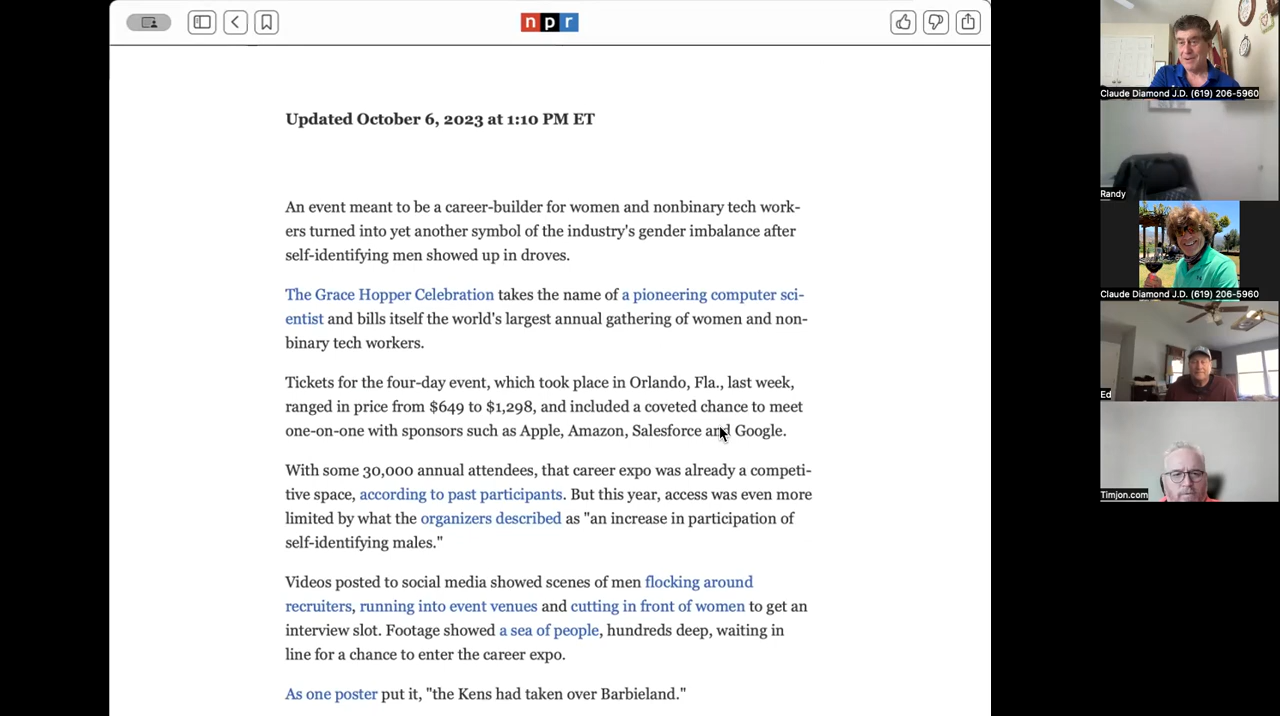 npr
Updated October 6, 2023 at 1:10 PM ET
An event meant to be a career-builder for women and nonbinary tech work-
ers turned into yet another symbol of the industry's gender imbalance after
self-identifying men showed up in droves.
The Grace Hopper Celebration takes the name of a pioneering computer sci-
entist and bills itself the world's largest annual gathering of women and non-
binary tech workers.
Tickets for the four-day event, which took place in Orlando, Fla., last week,
ranged in price from $649 to $1,298, and included a coveted chance to meet
one-on-one with sponsors such as Apple, Amazon, Salesforce and Google.
With some 30,000 annual attendees, that career expo was already a competi-
tive space, according to past participants. But this year, access was even more
limited by what the organizers described as "an increase in participation of
self-identifying males."
Videos posted to social media showed scenes of men flocking around
recruiters, running into event venues and cutting in front of women to get an
interview slot. Footage showed a sea of people, hundreds deep, waiting in
line for a chance to enter the career expo.
As one poster put it, "the Kens had taken over Barbieland."
Claude Diamond J.D. (619) 206-5960
Randy
Claude Diamond J.D. (619) 206-5960
Ed
Timjon.com